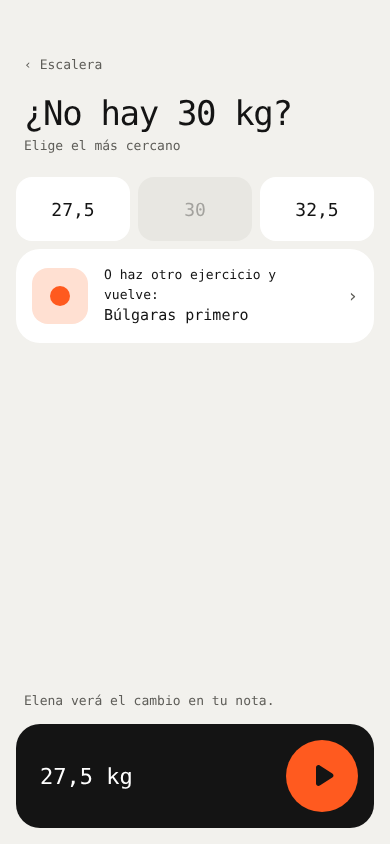 ‹ Escalera
¿No hay 30 kg?
Elige el más cercano
27,5
30
32,5
O haz otro ejercicio y
vuelve:
Búlgaras primero
›
Elena verá el cambio en tu nota.
27,5 kg